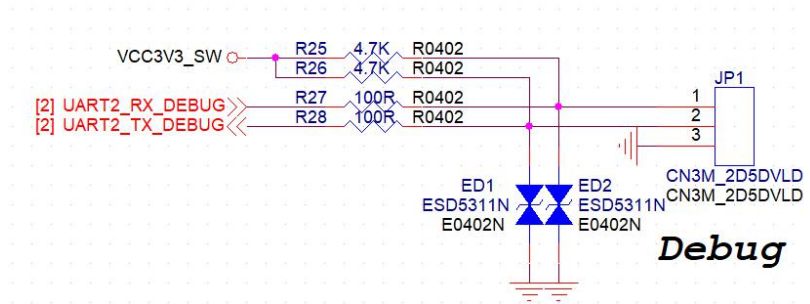 VCC3V3_SW R25 4.7K R0402
R26 4.7K R0402
JP1
[2] UART2_RX_DEBUG R27 100R R0402 1
[2] UART2_TX_DEBUG R28 100R R0402 2
3
CN3M_2D5DVLD
CN3M_2D5DVLD
ED1 ED2
ESD5311N ESD5311N
E0402N E0402N
Debug